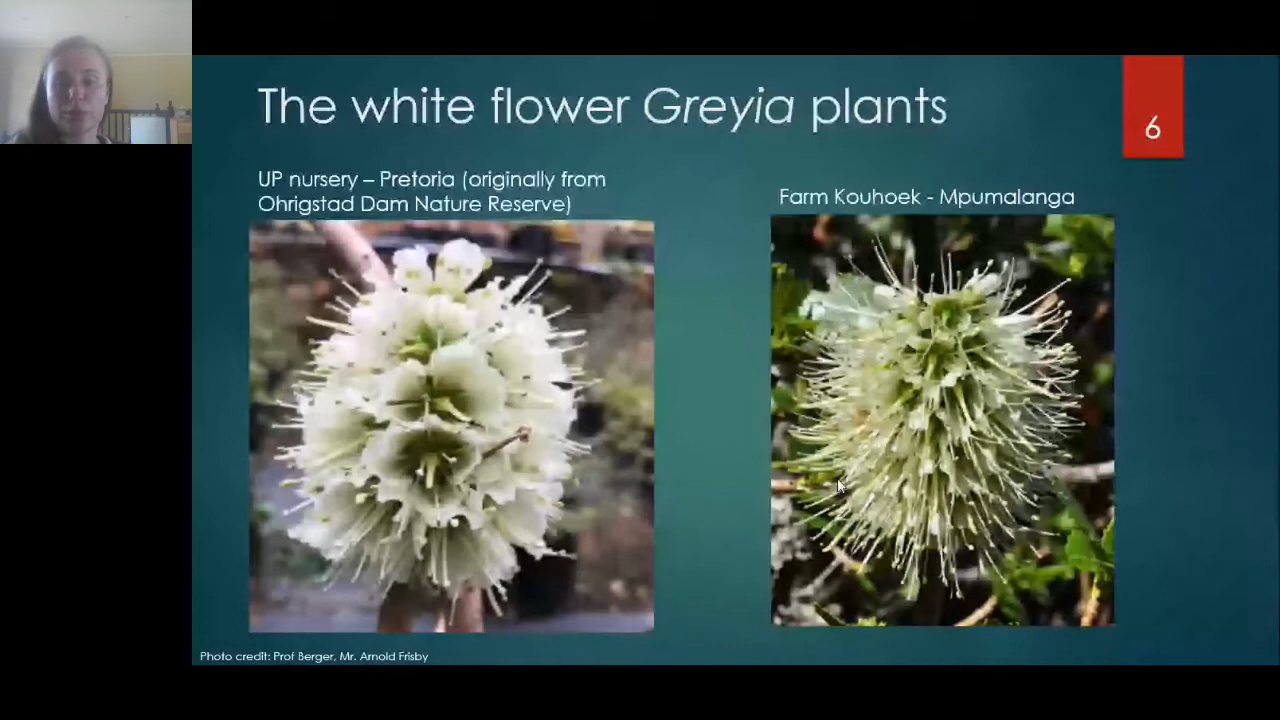 The white flower Greyia plants
6
UP nursery – Pretoria (originally from
Ohrigstad Dam Nature Reserve)
Farm Kouhoek - Mpumalanga
Photo credit: Prof Berger, Mr. Arnold Frisby